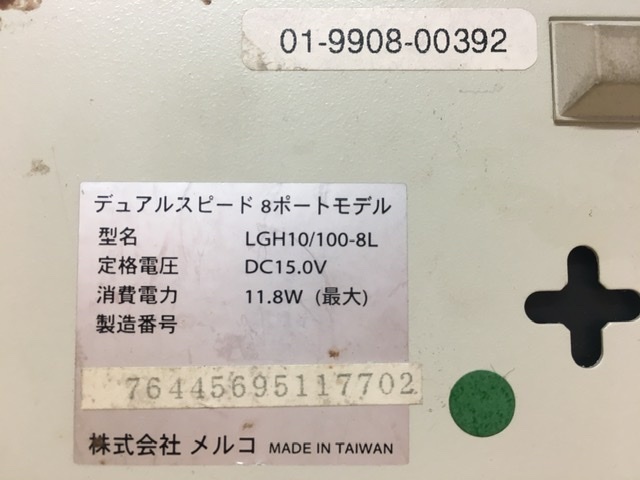 01-9908-00392
デュアルスピード 8ポートモデル
型名 LGH10/100-8L
定格電圧 DC15.0V
消費電力 11.8W (最大)
製造番号
76445695117702
株式会社 メルコ MADE IN TAIWAN